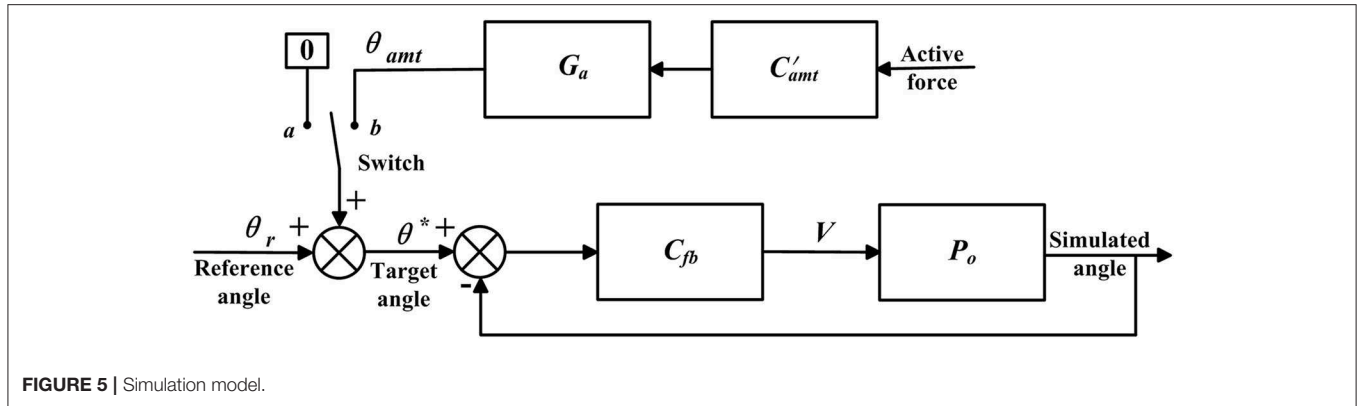 0
θ amt
G a
C′ amt
Active
force
a
b
Switch
+
θ r
+
θ *
+
C fb
V
P o
Simulated
angle
Reference
angle
Target
angle
-
FIGURE 5 | Simulation model.